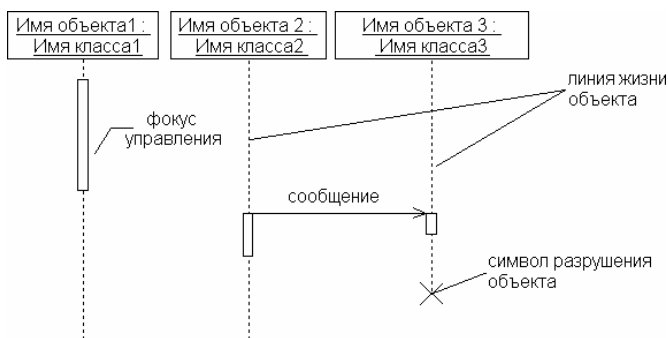 Имя объекта1 :
Имя класса1
Имя объекта 2 :
Имя класса2
Имя объекта 3 :
Имя класса3
линия жизни
объекта
фокус
управления
сообщение
символ разрушения
объекта